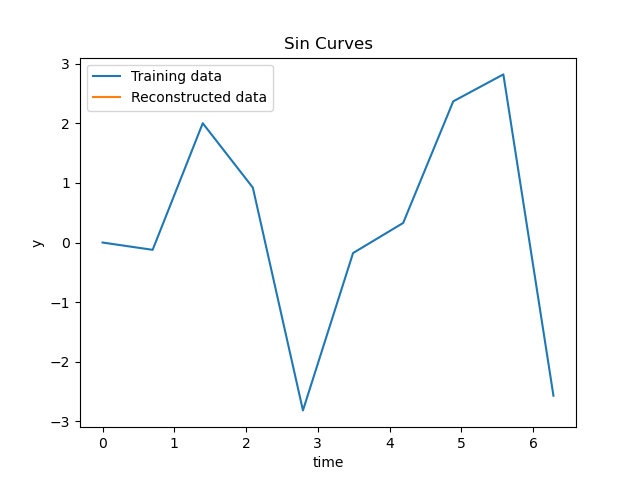 Sin Curves
Training data
Reconstructed data
3
2
1
0
−1
−2
−3
y
0 1 2 3 4 5 6
time